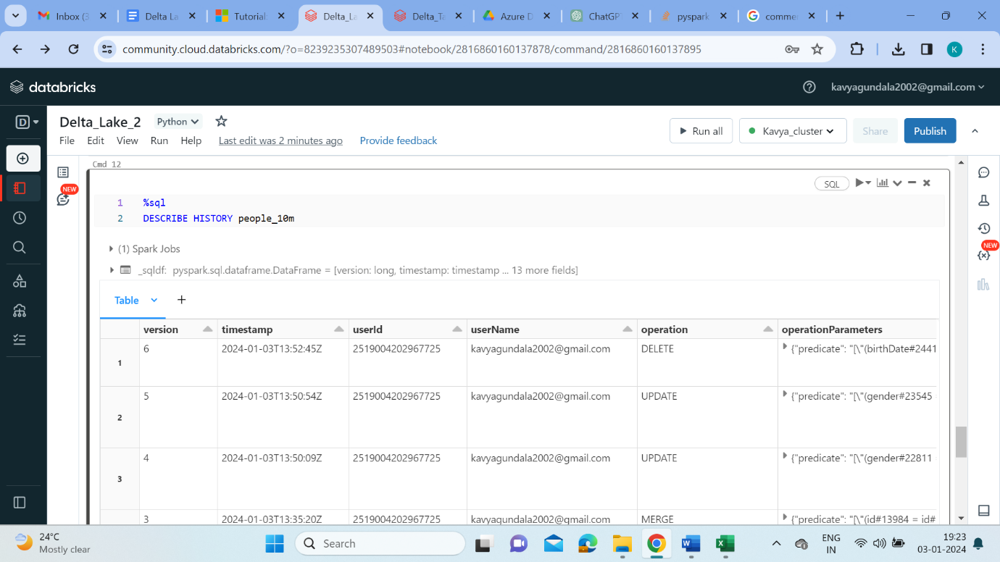 Inbox (3
Delta La
Tutorial:
Delta_La
Delta_Ta
Azure D
ChatGP
pyspark
comme
community.cloud.databricks.com/?o=8239235307489503#notebook/2816860160137878/command/2816860160137895
K
databricks
kavyagundala2002@gmail.com
D
Delta_Lake_2
Python
File Edit View Run Help Last edit was 2 minutes ago Provide feedback
Run all
Kavya_cluster
Share
Publish
NEW
Cmd 12
SQL
1 %sql
2 DESCRIBE HISTORY people_10m
(1) Spark Jobs
_sqldf: pyspark.sql.dataframe.DataFrame = [version: long, timestamp: timestamp ... 13 more fields]
NEW
Table
version timestamp userId userName operation operationParameters
1 6 2024-01-03T13:52:45Z 2519004202967725 kavyagundala2002@gmail.com DELETE {"predicate": "[\"(birthDate#2441
2 5 2024-01-03T13:50:54Z 2519004202967725 kavyagundala2002@gmail.com UPDATE {"predicate": "[\"(gender#23545 =
3 4 2024-01-03T13:50:09Z 2519004202967725 kavyagundala2002@gmail.com UPDATE {"predicate": "[\"(gender#22811 =
3 2024-01-03T13:35:20Z 2519004202967725 kavyagundala2002@gmail.com MERGE {"predicate": "[\"(id#13984 = id#
24°C
Mostly clear
Search
ENG
IN
19:23
03-01-2024